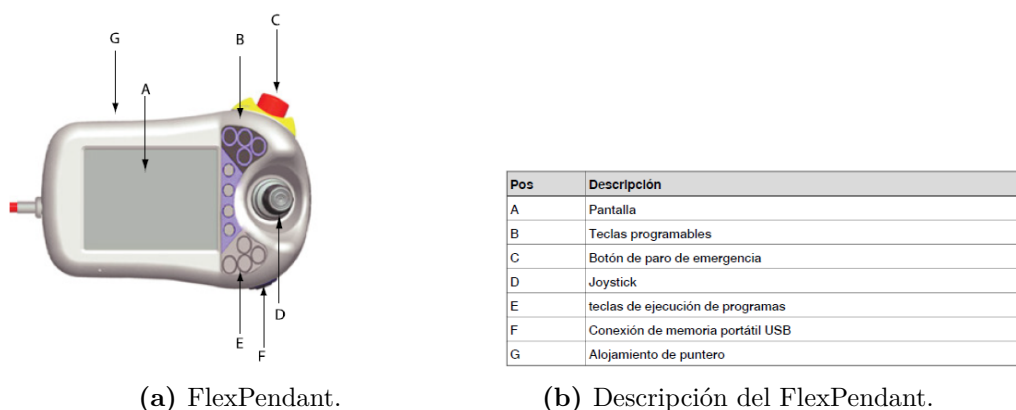 C
G
B
A
D
E
F
Pos Descripción
A Pantalla
B Teclas programables
C Botón de paro de emergencia
D Joystick
E teclas de ejecución de programas
F Conexión de memoria portátil USB
G Alojamiento de puntero
(a) FlexPendant.
(b) Descripción del FlexPendant.